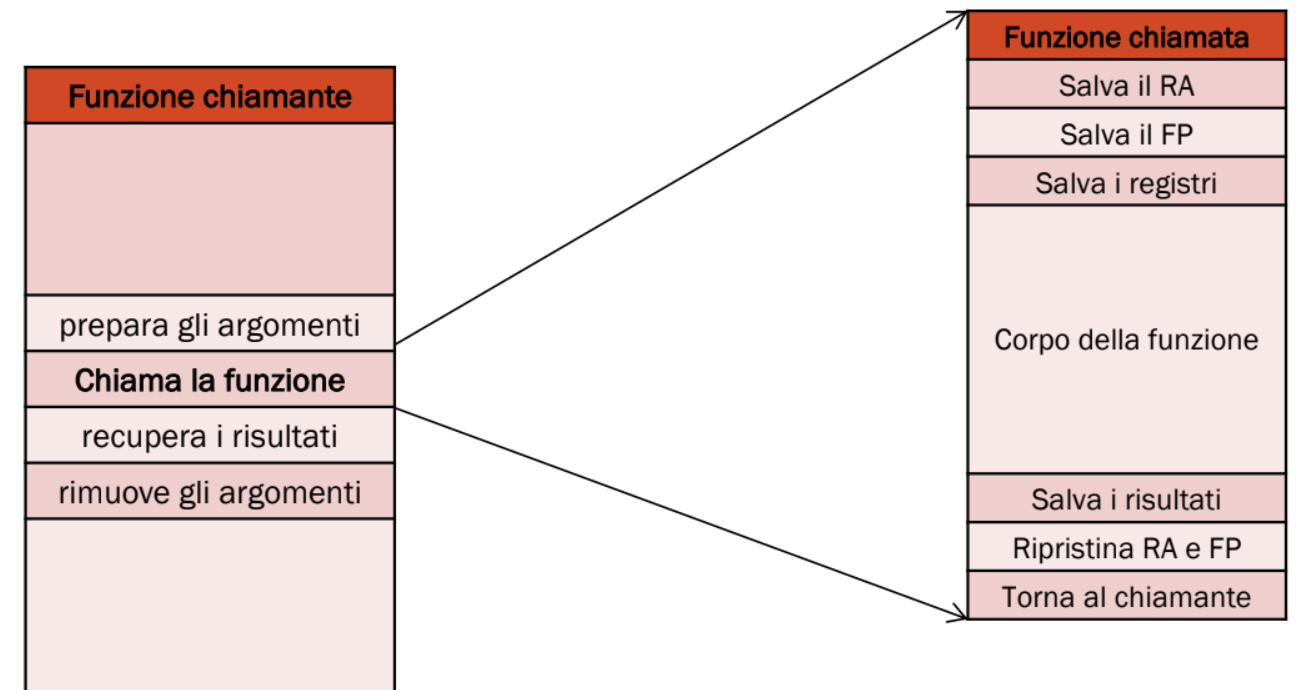 Funzione chiamante
prepara gli argomenti
Chiama la funzione
recupera i risultati
rimuove gli argomenti
Funzione chiamata
Salva il RA
Salva il FP
Salva i registri
Corpo della funzione
Salva i risultati
Ripristina RA e FP
Torna al chiamante